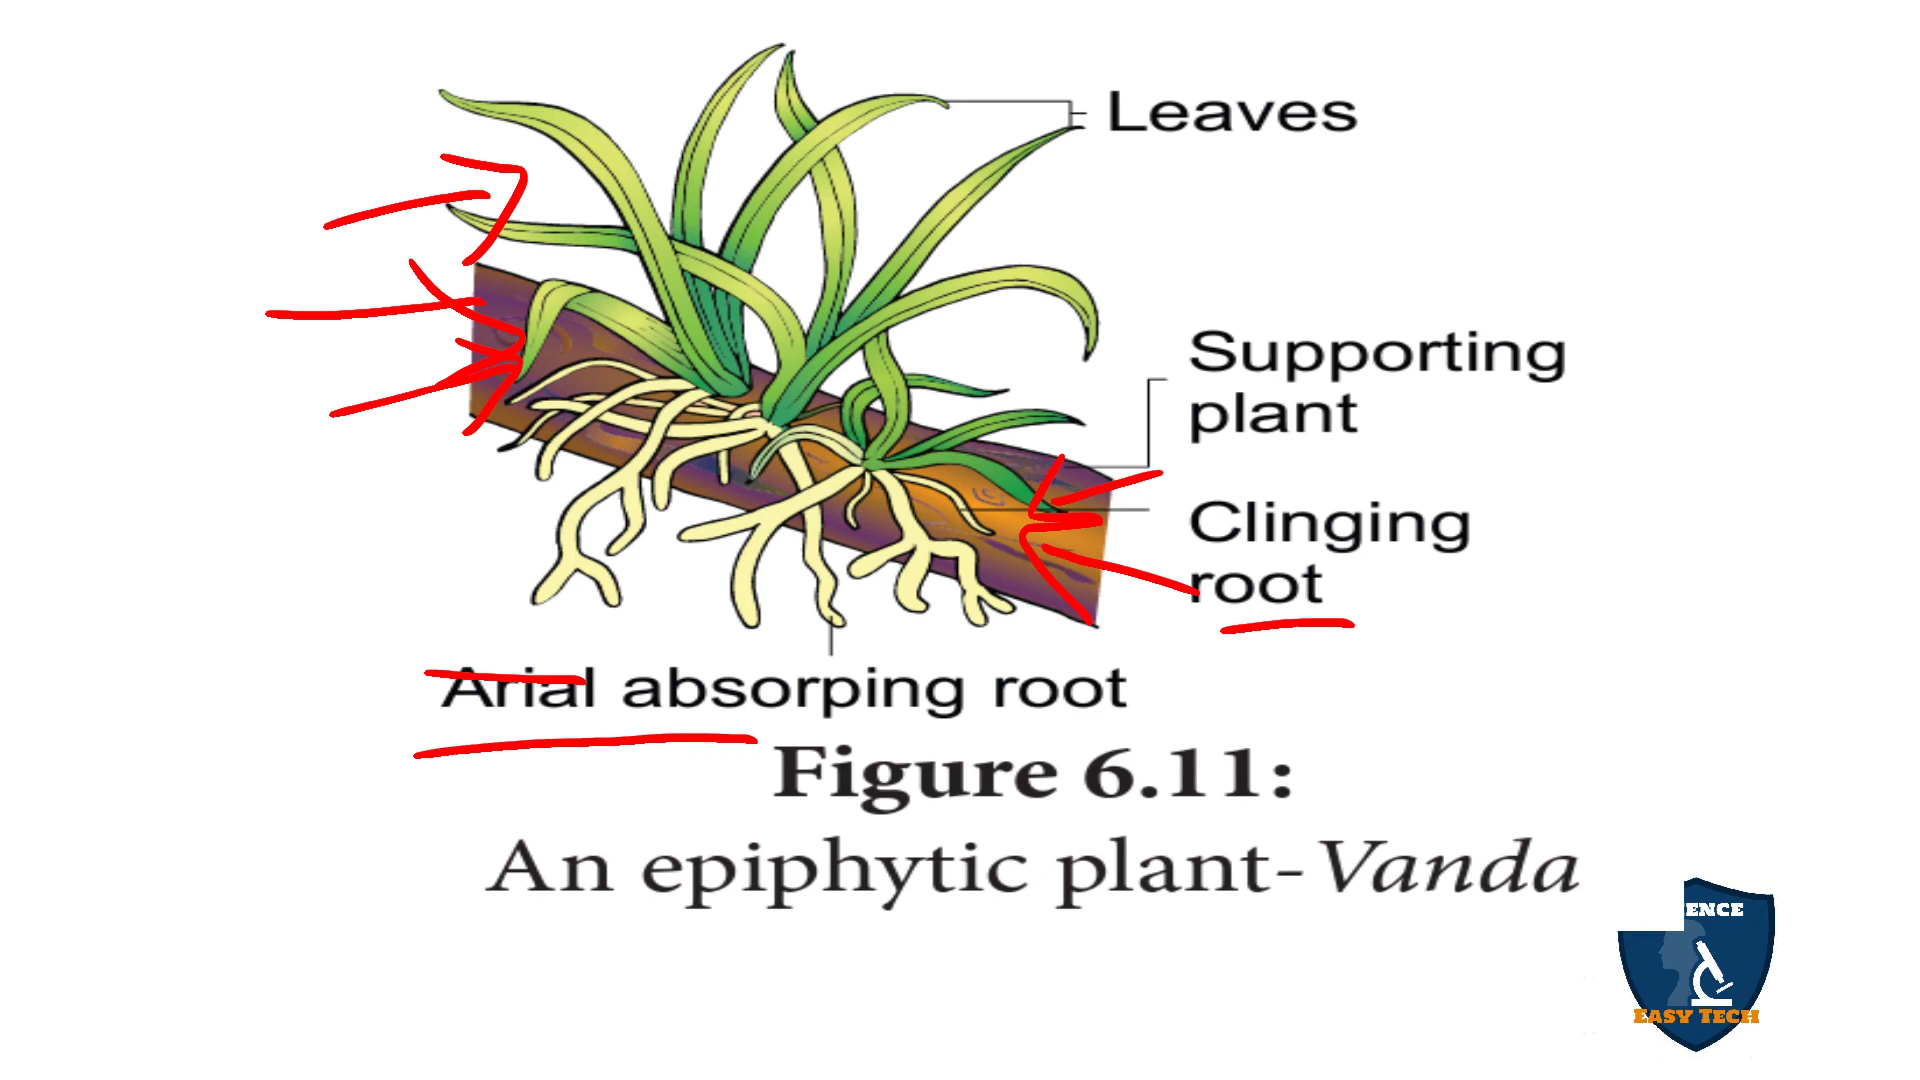 Leaves
Supporting
plant
Clinging
root
Arial absorping root
Figure 6.11:
An epiphytic plant-Vanda
ENCE
EASY TECH